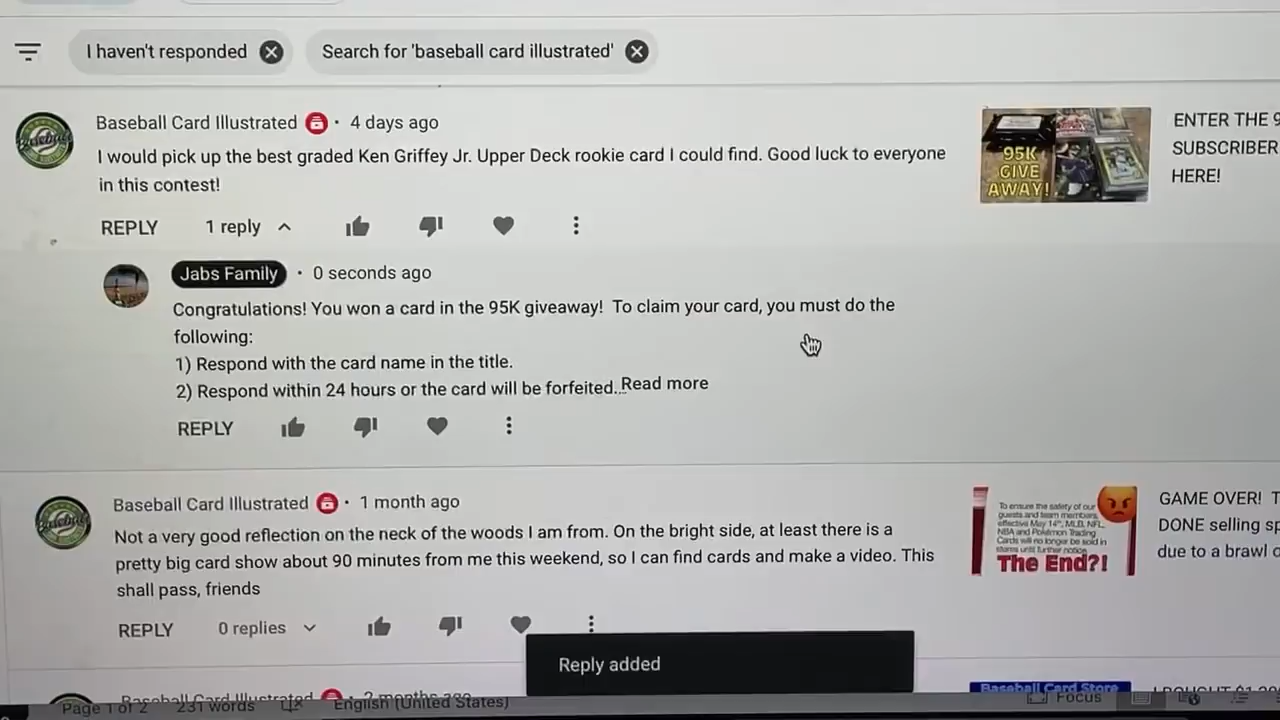 I haven't responded
Search for 'baseball card illustrated'
Baseball Card Illustrated · 4 days ago
I would pick up the best graded Ken Griffey Jr. Upper Deck rookie card I could find. Good luck to everyone
in this contest!
95K
GIVE
AWAY!
ENTER THE 9
SUBSCRIBER
HERE!
REPLY 1 reply
Jabs Family · 0 seconds ago
Congratulations! You won a card in the 95K giveaway! To claim your card, you must do the
following:
1) Respond with the card name in the title.
2) Respond within 24 hours or the card will be forfeited...Read more
REPLY
Baseball Card Illustrated · 1 month ago
Not a very good reflection on the neck of the woods I am from. On the bright side, at least there is a
pretty big card show about 90 minutes from me this weekend, so I can find cards and make a video. This
shall pass, friends
To ensure the safety of our
guests and team members,
effective May 14th, MLB, NFL,
NBA and Pokémon Trading
Cards will no longer be sold in
stores until further notice.
The End?!
GAME OVER! T
DONE selling sp
due to a brawl o
REPLY 0 replies
Reply added
Baseball Card Illustrated · 2 months ago
Baseball Card Store
Page 1 of 2 231 words English (United States)
Focus